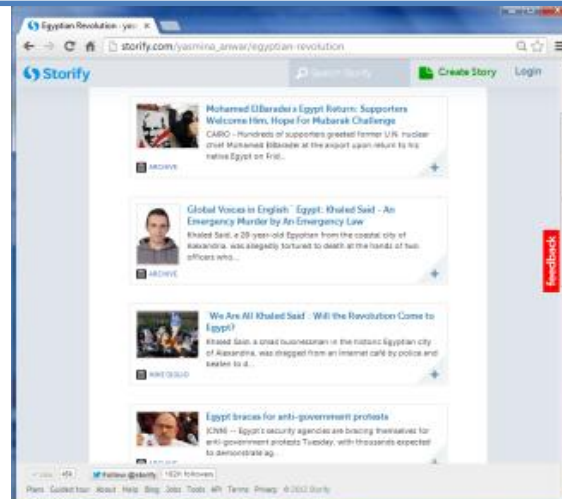 Egyptian Revolution - yas
storify.com/yasmina_anwar/egyptian-revolution
Storify
Search Storify
Create Story
Login
Mohamed ElBaradei's Egypt Return: Supporters
Welcome Him, Hope For Mubarak Challenge
CAIRO - Hundreds of supporters greeted former U.N. nuclear
chief Mohamed ElBaradei at the airport upon return to his
native Egypt on Frid...
ARCHIVE
Global Voices in English ` Egypt: Khaled Said - An
Emergency Murder by An Emergency Law
Khaled Said, a 28-year-old Egyptian from the coastal city of
Alexandria, was allegedly tortured to death at the hands of two
officers who...
ARCHIVE
'We Are All Khaled Said': Will the Revolution Come to
Egypt?
Khaled Said, a small businessman in the historic Egyptian city
of Alexandria, was dragged from an internet café by police and
beaten to d...
MIKE GIGLIO
Egypt braces for anti-government protests
(CNN) -- Egypt's security agencies are bracing themselves for
anti-government protests Tuesday, with thousands expected
to demonstrate ag...
ARCHIVE
feedback
Follow @storify
followers
Plans Guided tour About Help Blog Jobs Tools API Terms Privacy © 2012 Storify